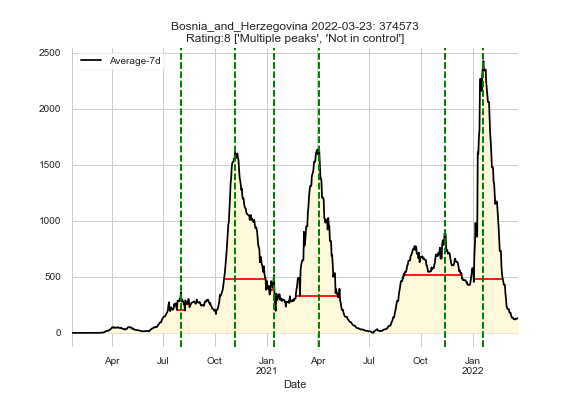 Bosnia_and_Herzegovina 2022-03-23: 374573
Rating:8 ['Multiple peaks', 'Not in control']
Average-7d
2500
2000
1500
1000
500
0
Apr Jul Oct Jan Apr Jul Oct Jan
2021 2022
Date